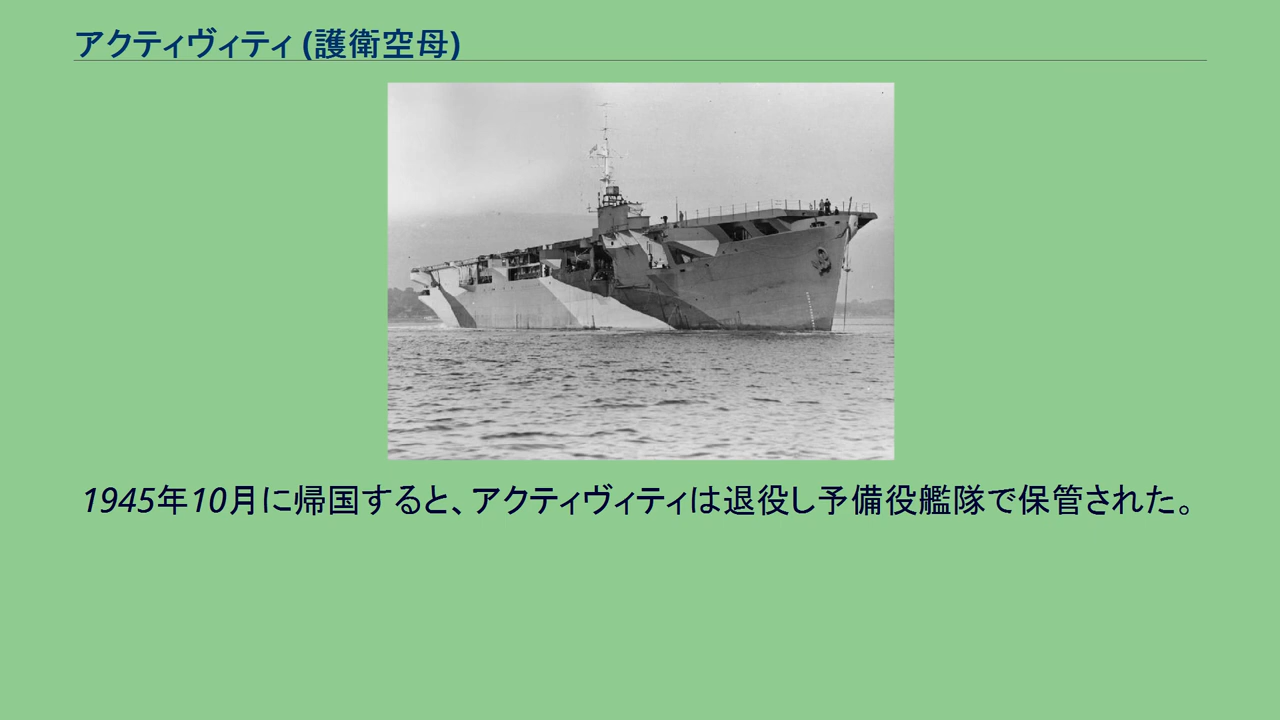 アクティヴィティ (護衛空母)
1945年10月に帰国すると、アクティヴィティは退役し予備役艦隊で保管された。